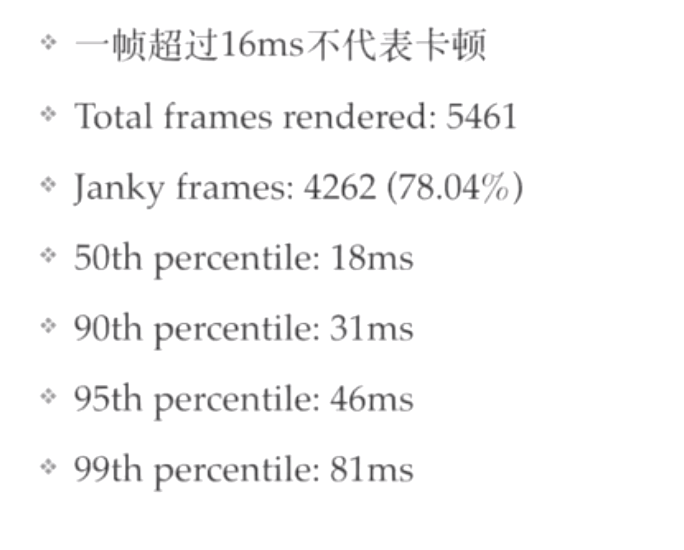 一帧超过16ms不代表卡顿
Total frames rendered: 5461
Janky frames: 4262 (78.04%)
50th percentile: 18ms
90th percentile: 31ms
95th percentile: 46ms
99th percentile: 81ms